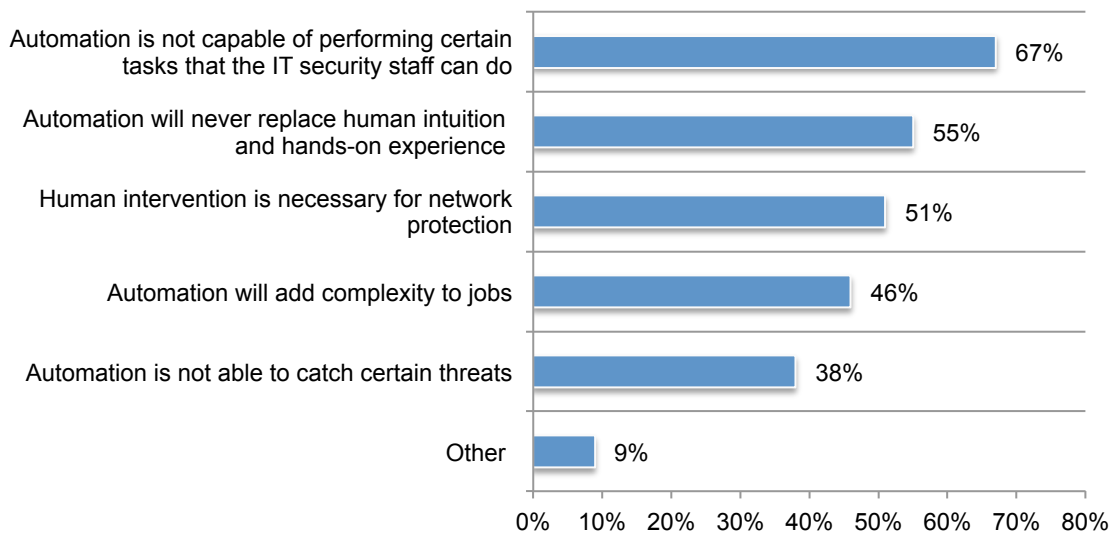 Automation is not capable of performing certain
tasks that the IT security staff can do
67%
Automation will never replace human intuition
and hands-on experience
55%
Human intervention is necessary for network
protection
51%
Automation will add complexity to jobs
46%
Automation is not able to catch certain threats
38%
Other
9%
0% 10% 20% 30% 40% 50% 60% 70% 80%